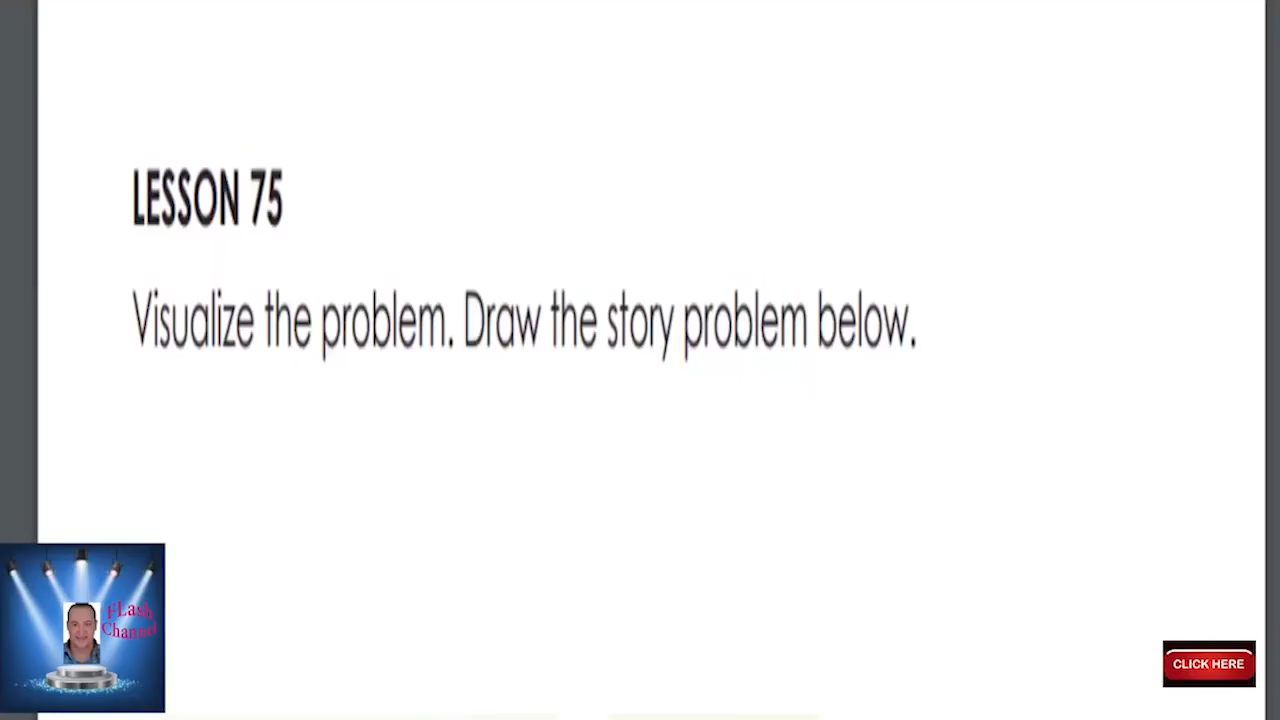 LESSON 75
Visualize the problem. Draw the story problem below.
FLash
Channel
CLICK HERE